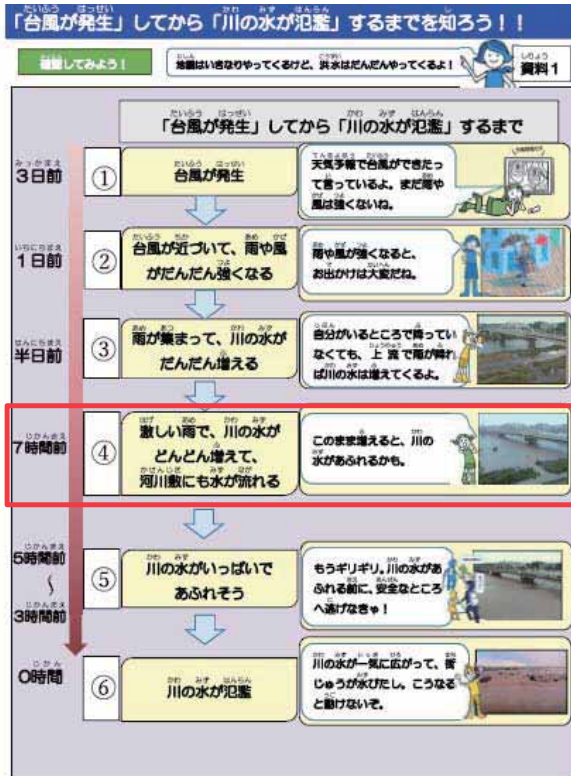 「台風が発生」してから「川の水が氾濫」するまでを知ろう！！
確認してみよう！
地震はいきなりやってくるけど、洪水はだんだんやってくるよ！
資料1
「台風が発生」してから「川の水が氾濫」するまで
3日前
①
台風が発生
天気予報で台風ができたっ
て言っているよ。まだ雨や
風は強くないね。
1日前
②
台風が近づいて、雨や風
がだんだん強くなる
雨や風が強くなると、
お出かけは大変だね。
半日前
③
雨が集まって、川の水が
だんだん増える
自分がいるところで降ってい
なくても、上流で雨が降れ
ば川の水は増えてくるよ。
7時間前
④
激しい雨で、川の水が
どんどん増えて、
河川敷にも水が流れる
このまま増えると、川の
水があふれるかも。
5時間前
～
3時間前
⑤
川の水がいっぱいで
あふれそう
もうギリギリ。川の水があ
ふれる前に、安全なところ
へ逃げなきゃ！
0時間
⑥
川の水が氾濫
川の水が一気に広がって、街
じゅうが水びたし。こうなる
と動けないぞ。